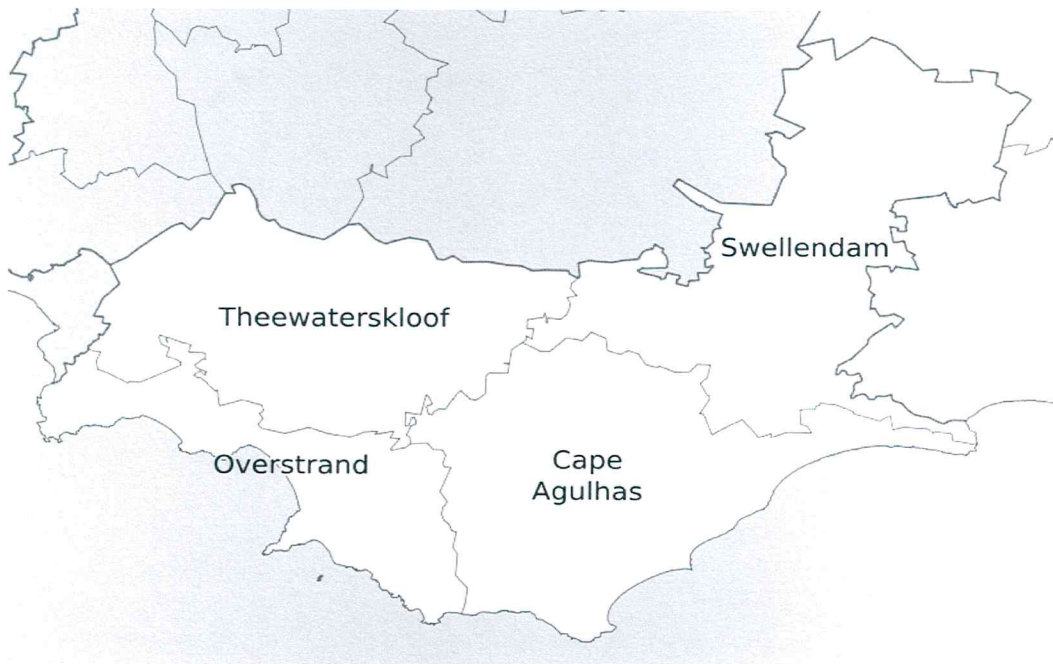 Swellendam
Theewaterskloof
Overstrand
Cape
Agulhas